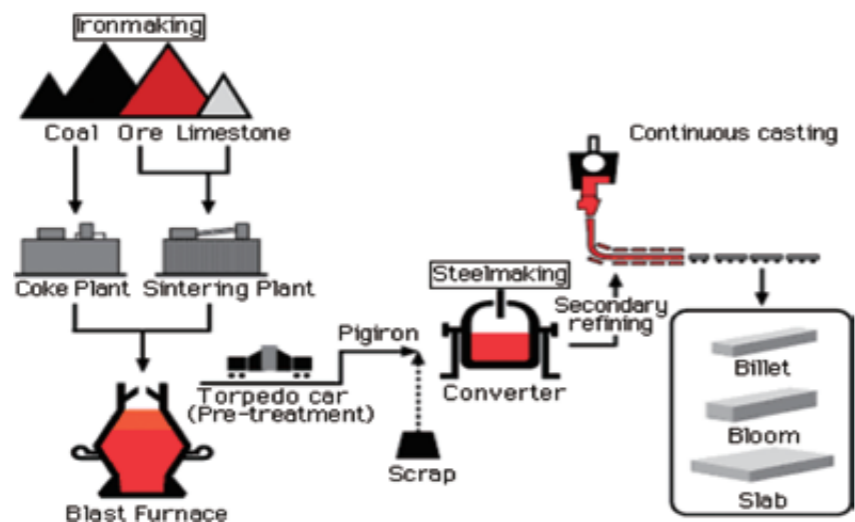 Ironmaking
Coal Ore Limestone
Continuous casting
Coke Plant Sintering Plant
Steelmaking
Secondary
refining
Pigiron
Torpedo car
(Pre-treatment)
Converter
Scrap
Blast Furnace
Billet
Bloom
Slab